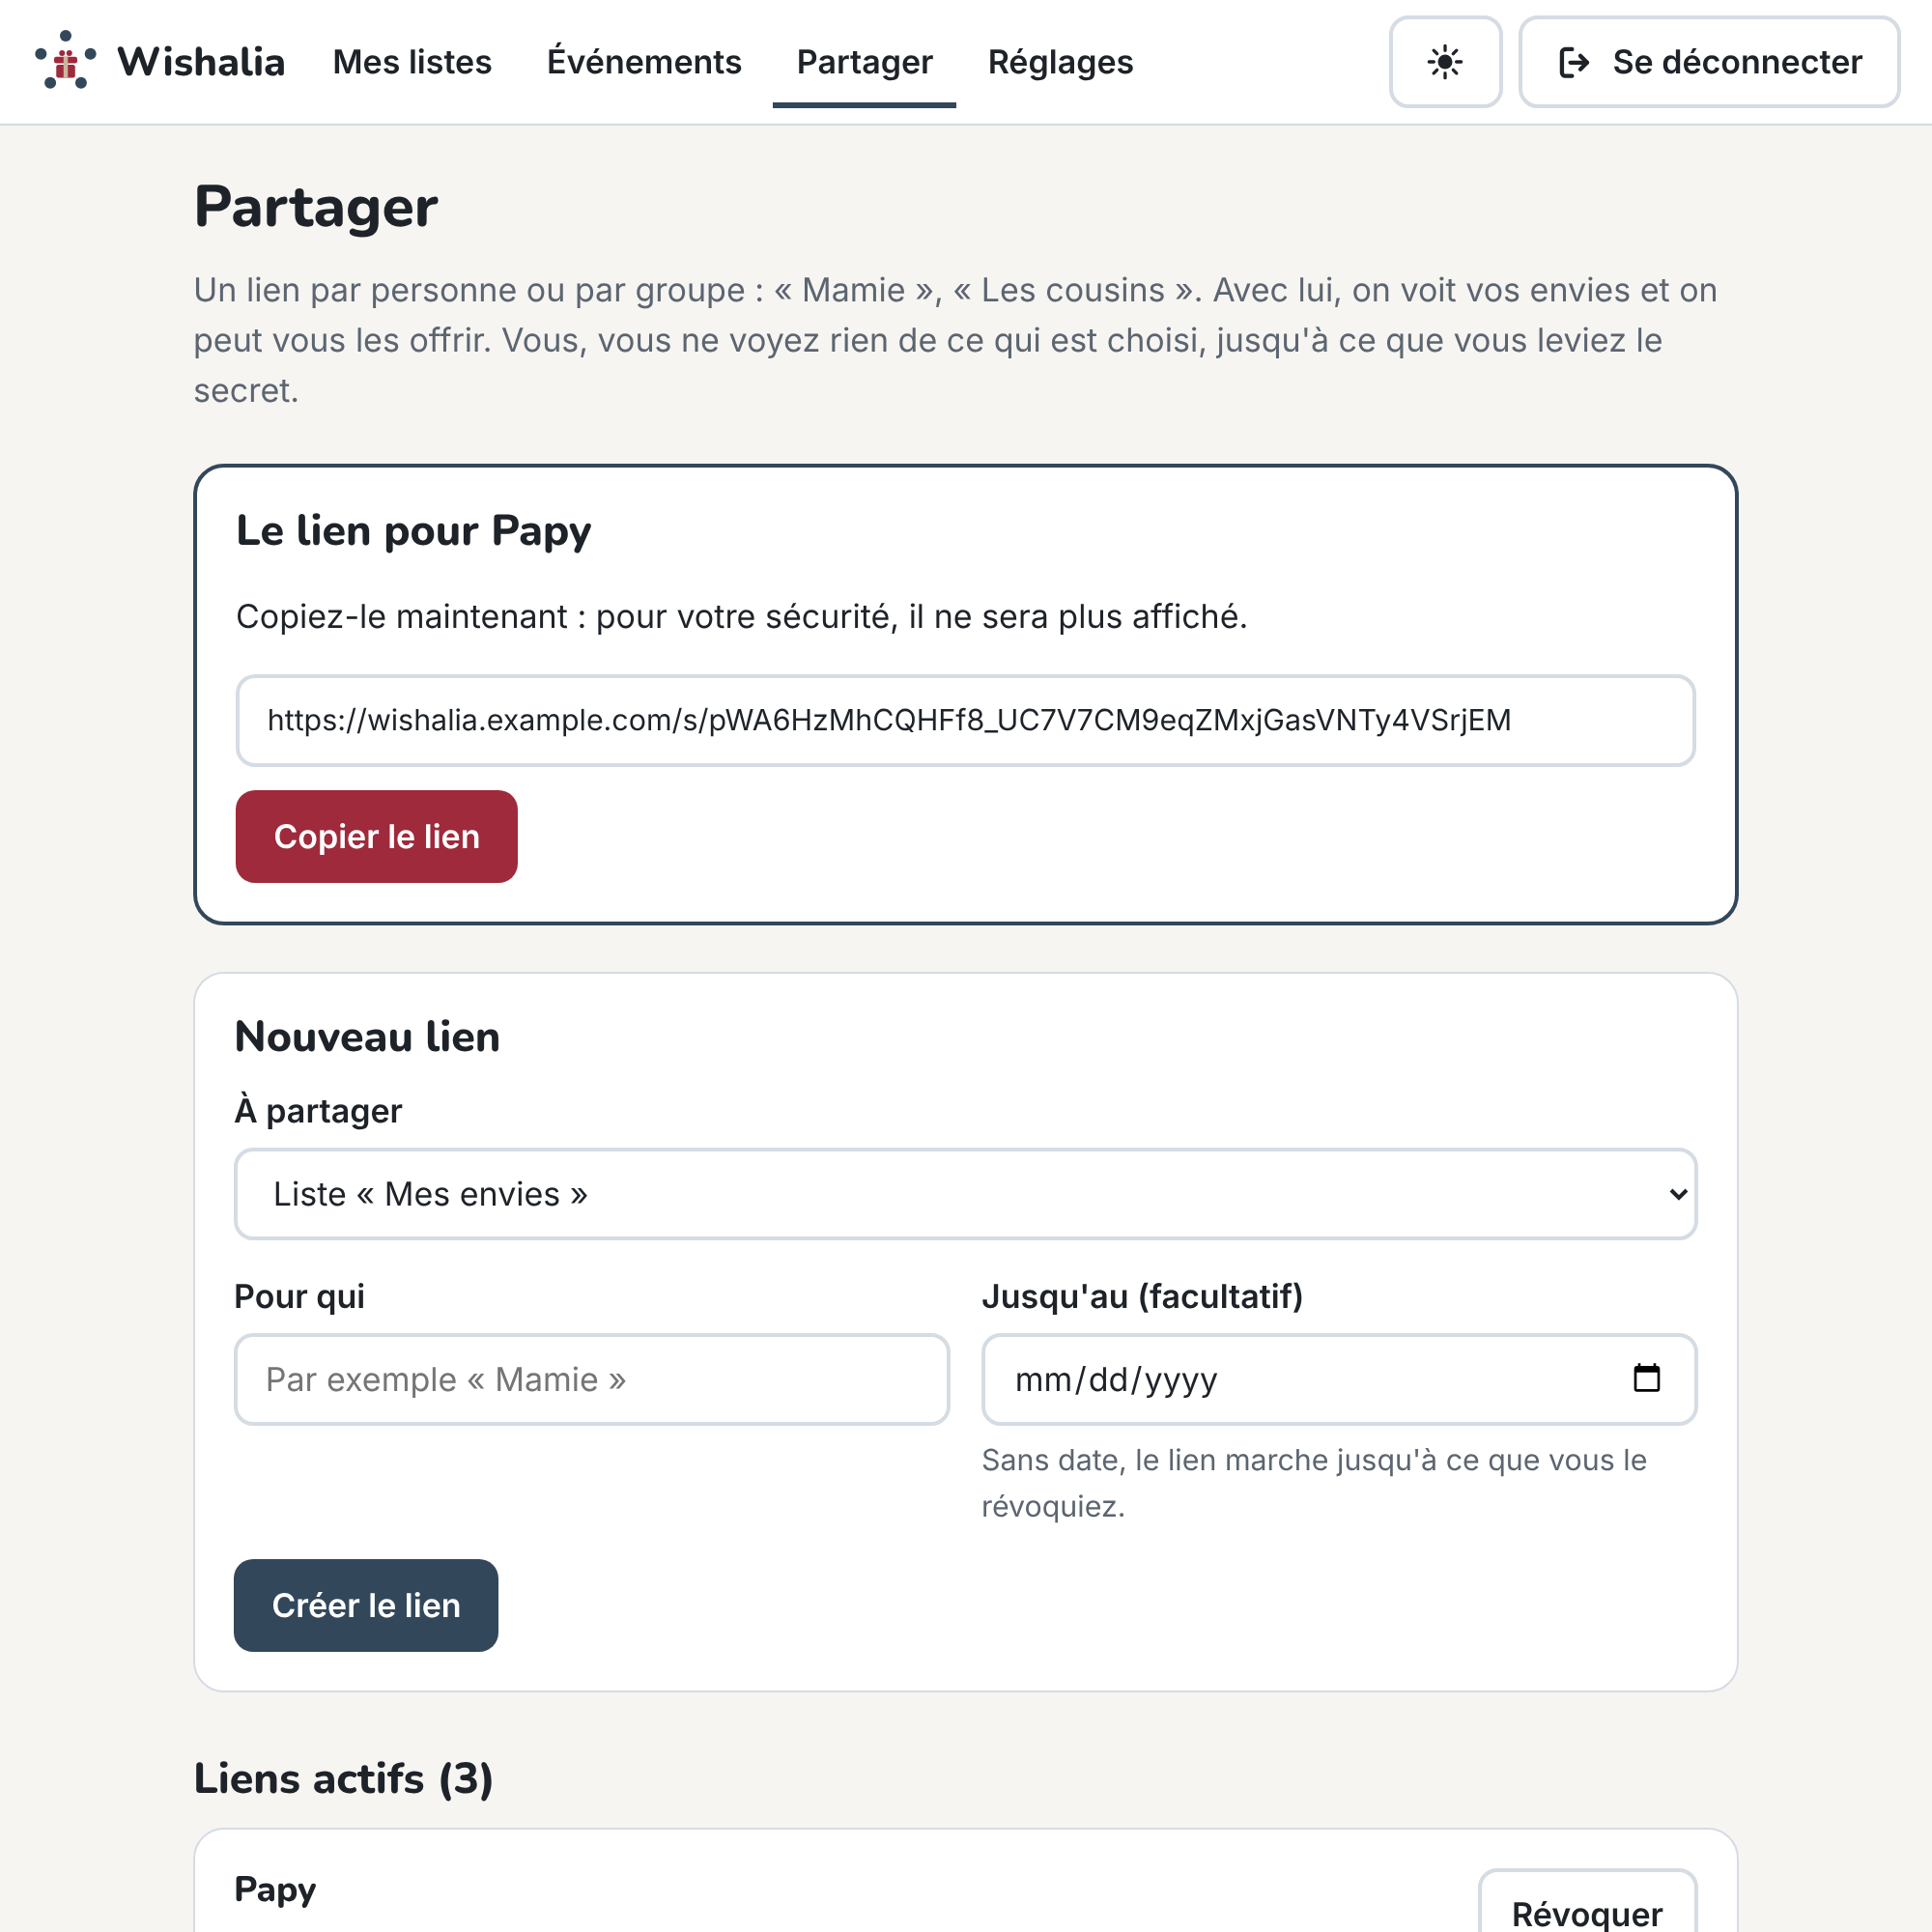 Wishalia
Mes listes
Événements
Partager
Réglages
Se déconnecter
Partager
Un lien par personne ou par groupe : « Mamie », « Les cousins ». Avec lui, on voit vos envies et on
peut vous les offrir. Vous, vous ne voyez rien de ce qui est choisi, jusqu'à ce que vous leviez le
secret.
Le lien pour Papy
Copiez-le maintenant : pour votre sécurité, il ne sera plus affiché.
https://wishalia.example.com/s/pWA6HzMhCQHFf8_UC7V7CM9eqZMxjGasVNTy4VSrjEM
Copier le lien
Nouveau lien
À partager
Liste « Mes envies »
Pour qui
Par exemple « Mamie »
Jusqu'au (facultatif)
mm/dd/yyyy
Sans date, le lien marche jusqu'à ce que vous le
révoquiez.
Créer le lien
Liens actifs (3)
Papy
Révoquer